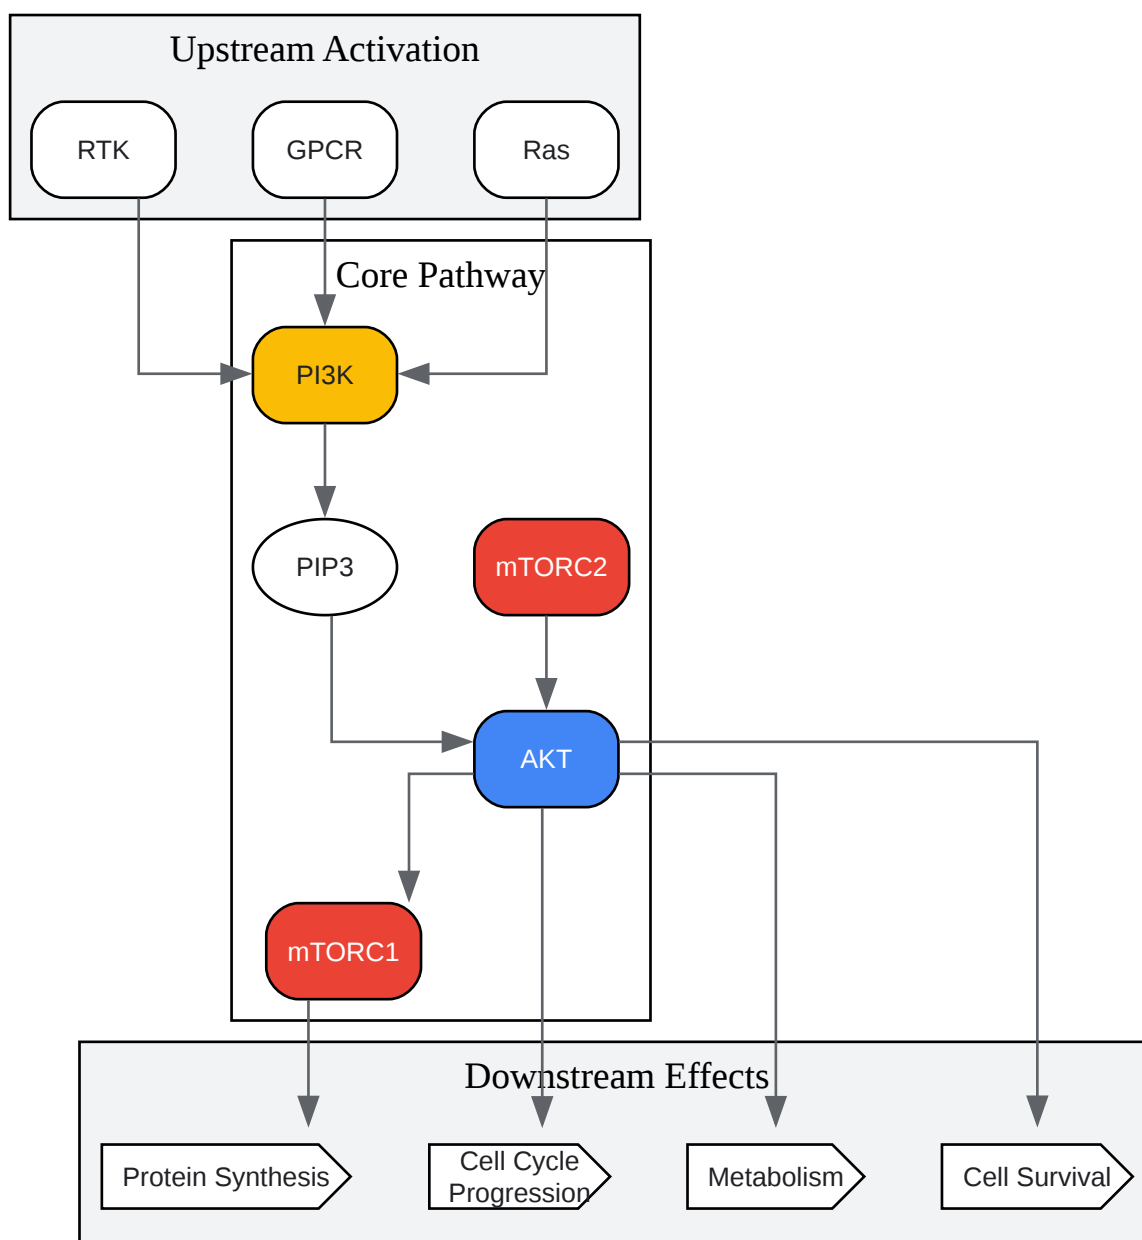 Upstream Activation
RTK
GPCR
Ras
Core Pathway
PI3K
PIP3
mTORC2
AKT
mTORC1
Downstream Effects
Protein Synthesis
Cell Cycle
Progression
Metabolism
Cell Survival